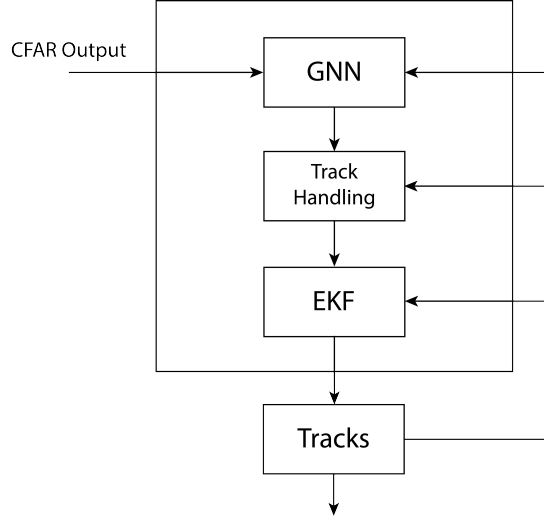 CFAR Output
GNN
Track
Handling
EKF
Tracks